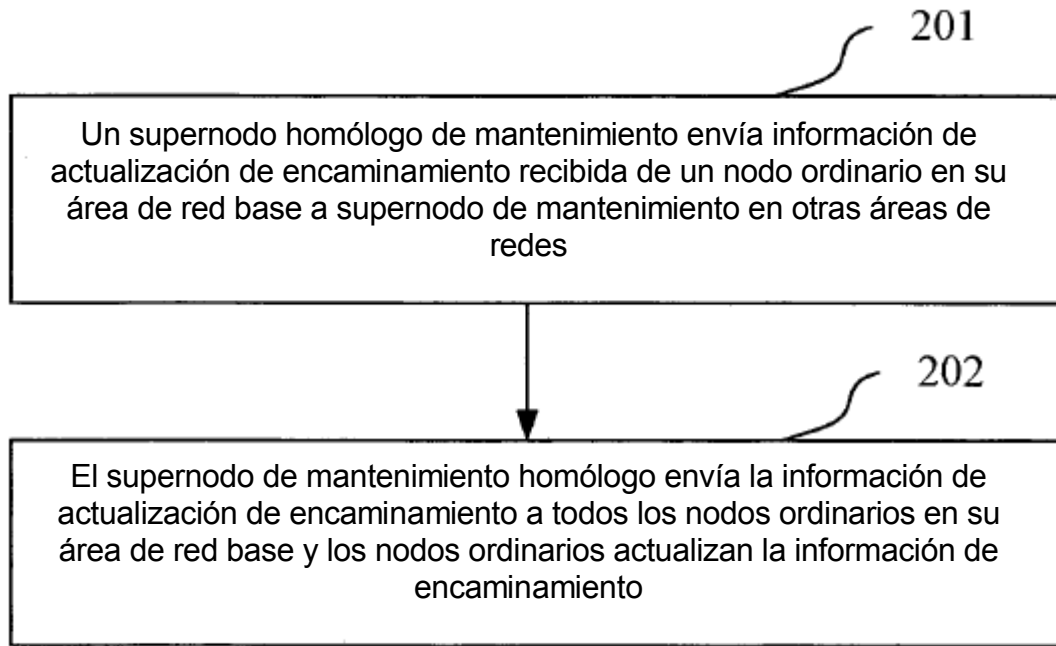 201
Un supernodo homólogo de mantenimiento envía información de
actualización de encaminamiento recibida de un nodo ordinario en su
área de red base a supernodo de mantenimiento en otras áreas de
redes
202
El supernodo de mantenimiento homólogo envía la información de
actualización de encaminamiento a todos los nodos ordinarios en su
área de red base y los nodos ordinarios actualizan la información de
encaminamiento